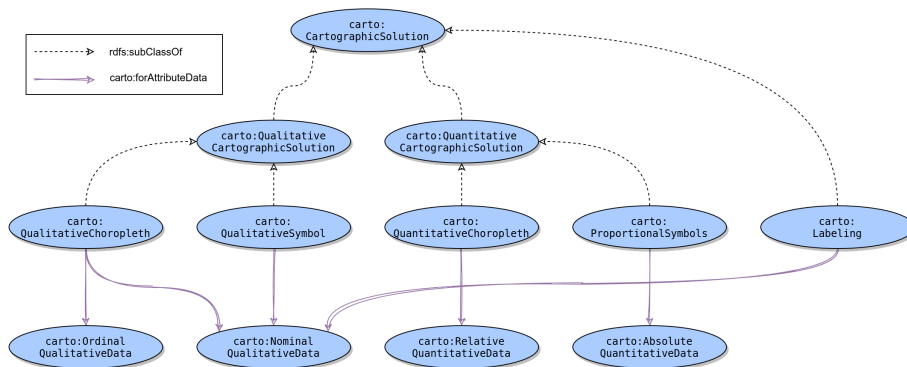 carto:
CartographicSolution
rdfs:subClassOf
carto:forAttributeData
carto:Qualitative
CartographicSolution
carto:Quantitative
CartographicSolution
carto:
QualitativeChoropleth
carto:
QualitativeSymbol
carto:
QuantitativeChoropleth
carto:
ProportionalSymbols
carto:
Labeling
carto:Ordinal
QualitativeData
carto:Nominal
QualitativeData
carto:Relative
QuantitativeData
carto:Absolute
QuantitativeData